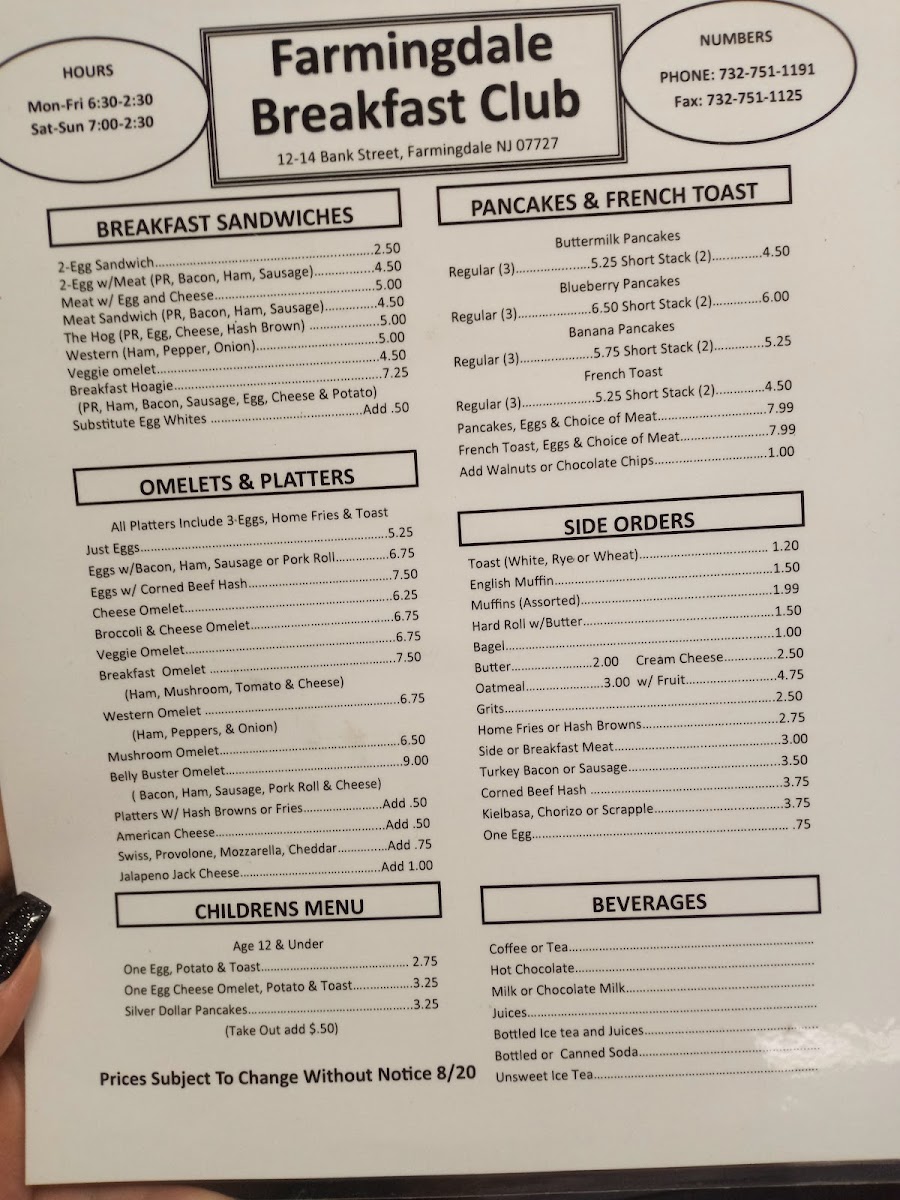 HOURS
Mon-Fri 6:30-2:30
Sat-Sun 7:00-2:30
Farmingdale
Breakfast Club
12-14 Bank Street, Farmingdale NJ 07727
NUMBERS
PHONE: 732-751-1191
Fax: 732-751-1125
BREAKFAST SANDWICHES
2-Egg Sandwich...2.50
2-Egg w/Meat (PR, Bacon, Ham, Sausage)...4.50
Meat w/ Egg and Cheese...5.00
Meat Sandwich (PR, Bacon, Ham, Sausage)...4.50
The Hog (PR, Egg, Cheese, Hash Brown) ...5.00
Western (Ham, Pepper, Onion)...5.00
Veggie omelet...4.50
Breakfast Hoagie...7.25
(PR, Ham, Bacon, Sausage, Egg, Cheese & Potato)
Substitute Egg Whites ...Add .50
OMELETS & PLATTERS
All Platters Include 3-Eggs, Home Fries & Toast
Just Eggs...5.25
Eggs w/Bacon, Ham, Sausage or Pork Roll...6.75
Eggs w/ Corned Beef Hash...7.50
Cheese Omelet...6.25
Broccoli & Cheese Omelet...6.75
Veggie Omelet...6.75
Breakfast Omelet ...7.50
(Ham, Mushroom, Tomato & Cheese)
Western Omelet ...6.75
(Ham, Peppers, & Onion)
Mushroom Omelet...6.50
Belly Buster Omelet...9.00
( Bacon, Ham, Sausage, Pork Roll & Cheese)
Platters W/ Hash Browns or Fries...Add .50
American Cheese...Add .50
Swiss, Provolone, Mozzarella, Cheddar...Add .75
Jalapeno Jack Cheese...Add 1.00
CHILDRENS MENU
Age 12 & Under
One Egg, Potato & Toast... 2.75
One Egg Cheese Omelet, Potato & Toast...3.25
Silver Dollar Pancakes...3.25
(Take Out add $.50)
Prices Subject To Change Without Notice 8/20
PANCAKES & FRENCH TOAST
Buttermilk Pancakes
Regular (3)...5.25 Short Stack (2)...4.50
Blueberry Pancakes
Regular (3)...6.50 Short Stack (2)...6.00
Banana Pancakes
Regular (3)...5.75 Short Stack (2)...5.25
French Toast
Regular (3)...5.25 Short Stack (2)...4.50
Pancakes, Eggs & Choice of Meat...7.99
French Toast, Eggs & Choice of Meat...7.99
Add Walnuts or Chocolate Chips...1.00
SIDE ORDERS
Toast (White, Rye or Wheat)... 1.20
English Muffin...1.50
Muffins (Assorted)...1.99
Hard Roll w/Butter...1.50
Bagel...1.00
Butter...2.00 Cream Cheese...2.50
Oatmeal...3.00 w/ Fruit...4.75
Grits...2.50
Home Fries or Hash Browns...2.75
Side or Breakfast Meat...3.00
Turkey Bacon or Sausage...3.50
Corned Beef Hash ...3.75
Kielbasa, Chorizo or Scrapple...3.75
One Egg... .75
BEVERAGES
Coffee or Tea...
Hot Chocolate...
Milk or Chocolate Milk...
Juices...
Bottled Ice tea and Juices...
Bottled or Canned Soda...
Unsweet Ice Tea...